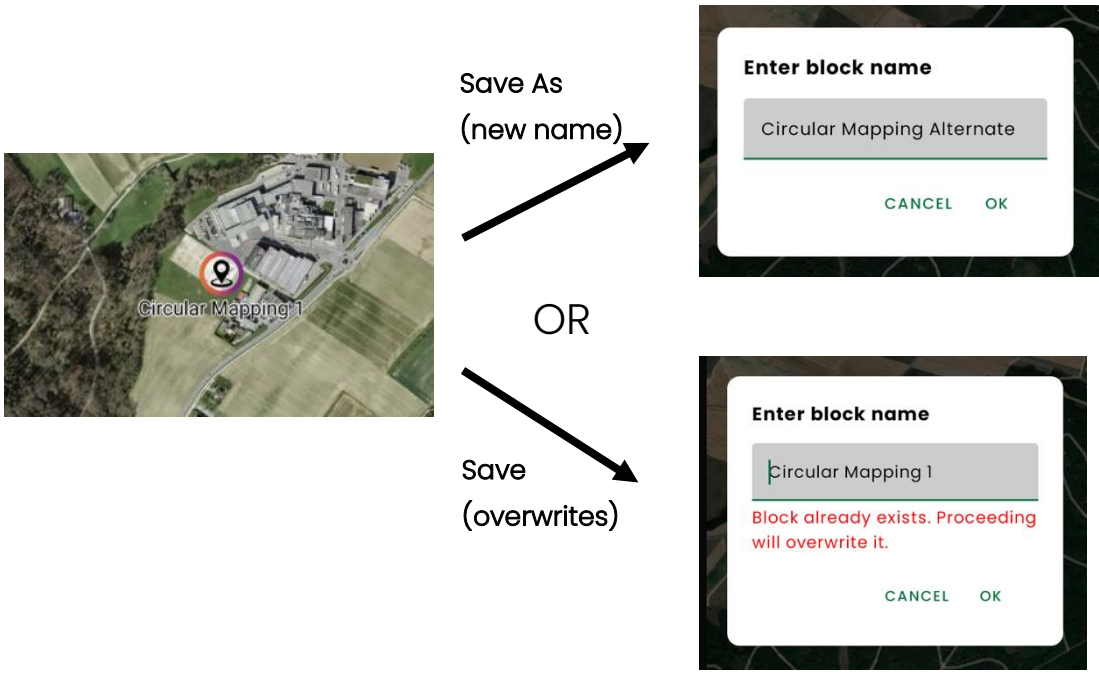 Save As
(new name)
Enter block name
Circular Mapping Alternate
CANCEL OK
Circular Mapping 1
OR
Save
(overwrites)
Enter block name
Circular Mapping 1
Block already exists. Proceeding
will overwrite it.
CANCEL OK